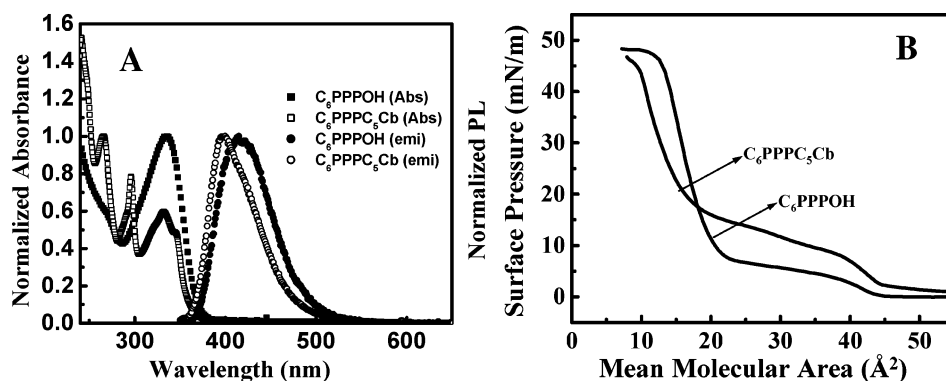 A
Normalized Absorbance
1.6
1.4
1.2
1.0
0.8
0.6
0.4
0.2
0.0
C₆PPPOH (Abs)
C₆PPPC₅Cb (Abs)
C₆PPPOH (emi)
C₆PPPC₅Cb (emi)
300 400 500 600
Wavelength (nm)
Normalized PL
B
Surface Pressure (mN/m)
50
40
30
20
10
0
C₆PPPC₅Cb
C₆PPPOH
10 20 30 40 50
Mean Molecular Area (Å²)